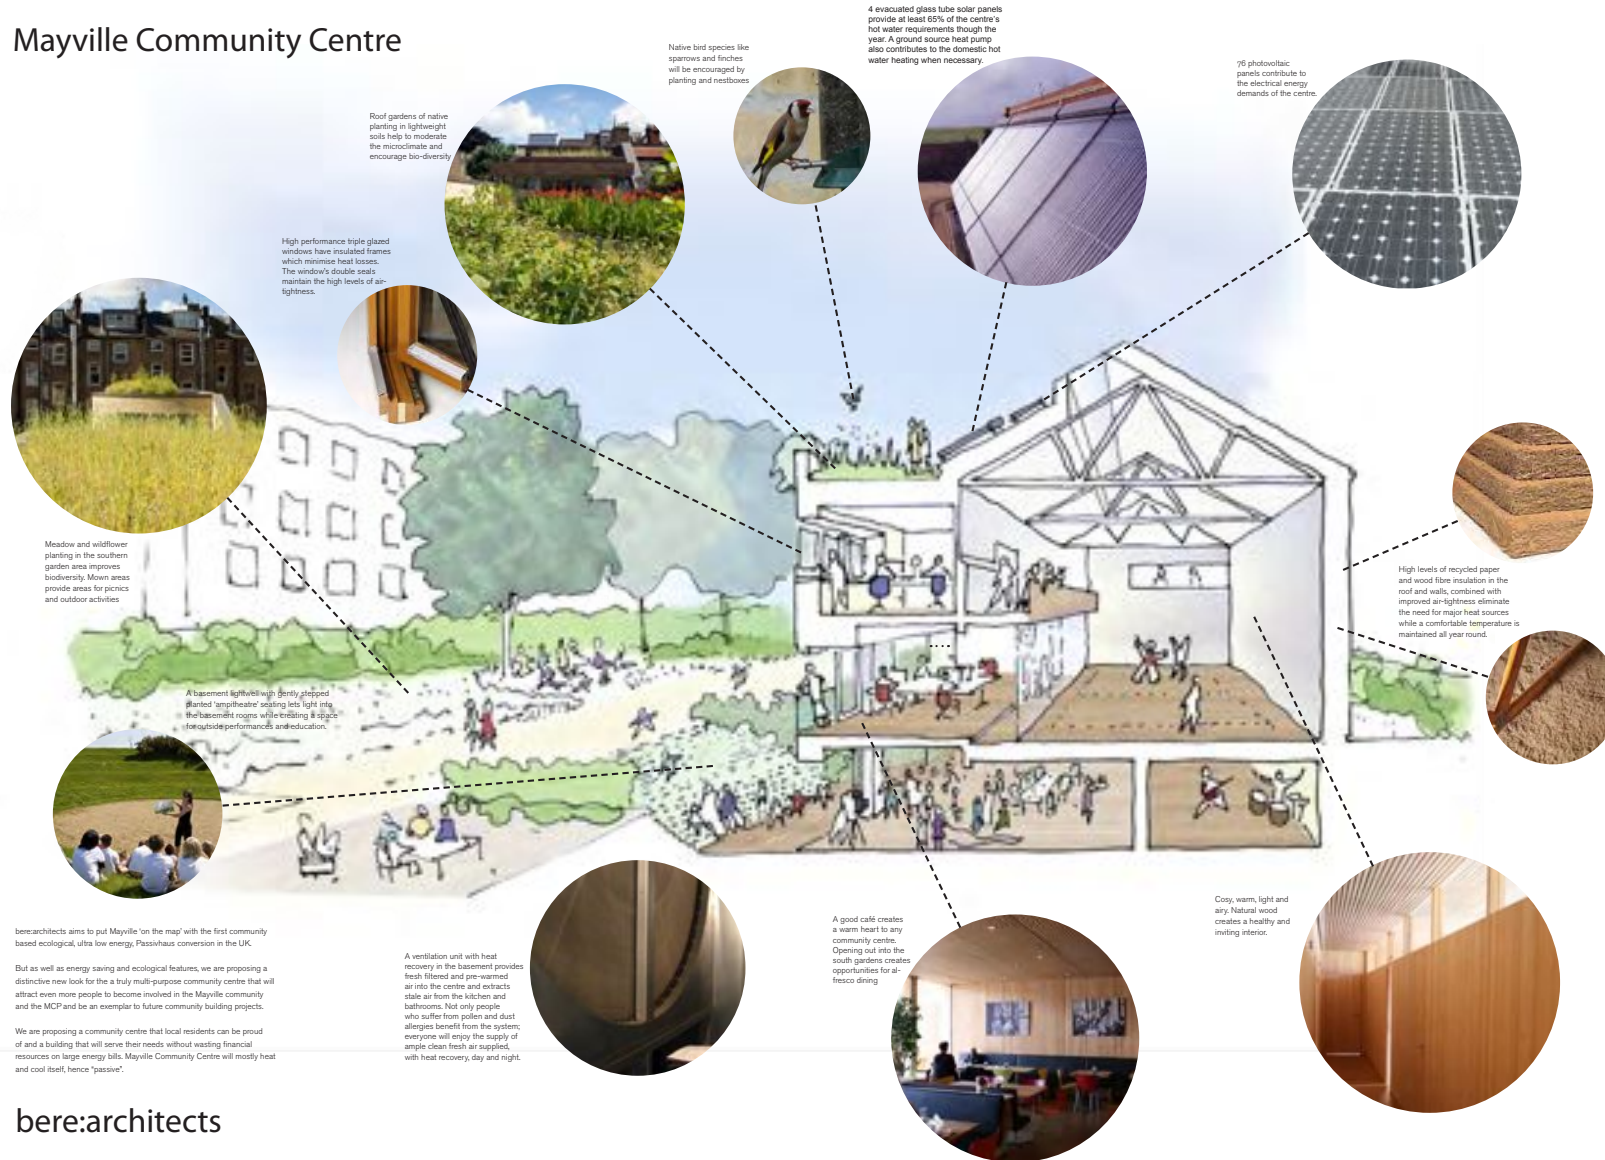 Mayville Community Centre
4 evacuated glass tube solar panels
provide at least 65% of the centre's
hot water requirements though the
year. A ground source heat pump
also contributes to the domestic hot
water heating when necessary.
Native bird species like
sparrows and finches
will be encouraged by
planting and nestboxes
76 photovoltaic
panels contribute to
the electrical energy
demands of the centre.
Roof gardens of native
planting in lightweight
soils help to moderate
the microclimate and
encourage bio-diversity
High performance triple glazed
windows have insulated frames
which minimise heat losses.
The window's double seals
maintain the high levels of air-
tightness.
Meadow and wildflower
planting in the southern
garden area improves
biodiversity. Mown areas
provide areas for picnics
and outdoor activities
High levels of recycled paper
and wood fibre insulation in the
roof and walls, combined with
improved air-tightness eliminate
the need for major heat sources
while a comfortable temperature is
maintained all year round.
A basement lightwell with gently stepped
planted 'ampitheatre' seating lets light into
the basement rooms while creating a space
for outside performances and education.
bere:architects aims to put Mayville 'on the map' with the first community
based ecological, ultra low energy, Passivhaus conversion in the UK.
But as well as energy saving and ecological features, we are proposing a
distinctive new look for the a truly multi-purpose community centre that will
attract even more people to become involved in the Mayville community
and the MCP and be an exemplar to future community building projects.
We are proposing a community centre that local residents can be proud
of and a building that will serve their needs without wasting financial
resources on large energy bills. Mayville Community Centre will mostly heat
and cool itself, hence "passive".
A ventilation unit with heat
recovery in the basement provides
fresh filtered and pre-warmed
air into the centre and extracts
stale air from the kitchen and
bathrooms. Not only people
who suffer from pollen and dust
allergies benefit from the system;
everyone will enjoy the supply of
ample clean fresh air supplied,
with heat recovery, day and night.
A good café creates
a warm heart to any
community centre.
Opening out into the
south gardens creates
opportunities for al-
fresco dining
Cosy, warm, light and
airy. Natural wood
creates a healthy and
inviting interior.
bere:architects